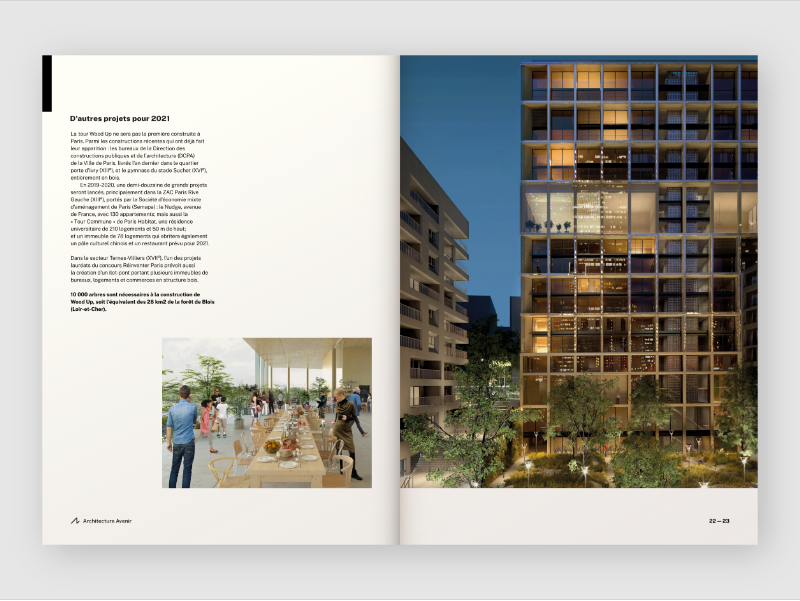 D'autres projets pour 2021
La tour Wood Up ne sera pas la première construite à
Paris. Parmi les constructions récentes qui ont déjà fait
leur apparition : les bureaux de la Direction des
constructions publiques et de l'architecture (DCPA)
de la Ville de Paris, livrés l'an dernier dans le quartier
porte d'Ivry (XIIIᵉ), et le gymnase du stade Suchet (XVIᵉ),
entièrement en bois.
En 2019-2020, une demi-douzaine de grands projets
seront lancés, principalement dans la ZAC Paris Rive
Gauche (XIIIᵉ), portés par la Société d'économie mixte
d'aménagement de Paris (Semapa) : le Nudge, avenue
de France, avec 130 appartements; mais aussi la
« Tour Commune » de Paris Habitat, une résidence
universitaire de 210 logements et 50 m de haut;
et un immeuble de 78 logements qui abritera également
un pôle culturel chinois et un restaurant prévu pour 2021.
Dans le secteur Ternes-Villiers (XVIIᵉ), l'un des projets
lauréats du concours Réinventer Paris prévoit aussi
la création d'un îlot-pont portant plusieurs immeubles de
bureaux, logements et commerces en structure bois.
10 000 arbres sont nécessaires à la construction de
Wood Up, soit l'équivalent des 28 km2 de la forêt de Blois
(Loir-et-Cher).
Architecture Avenir
22 — 23